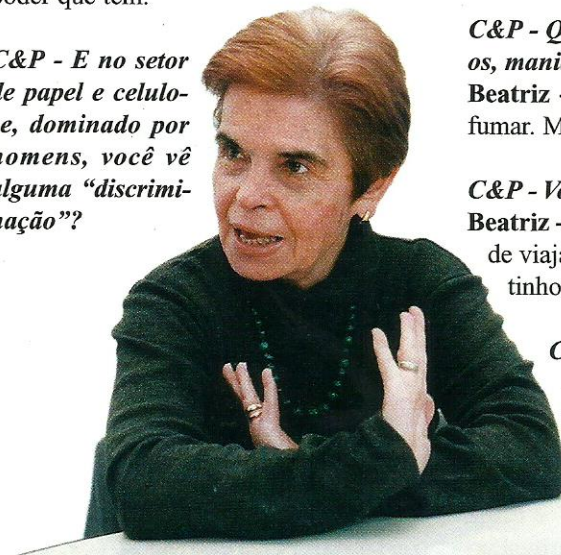 poder que tem.
C&P - E no setor
de papel e celulo-
se, dominado por
homens, você vê
alguma “discrimi-
nação”?
C&P - Q
os, mani
Beatriz -
fumar. M
C&P - Vo
Beatriz -
de viaja
tinho
C